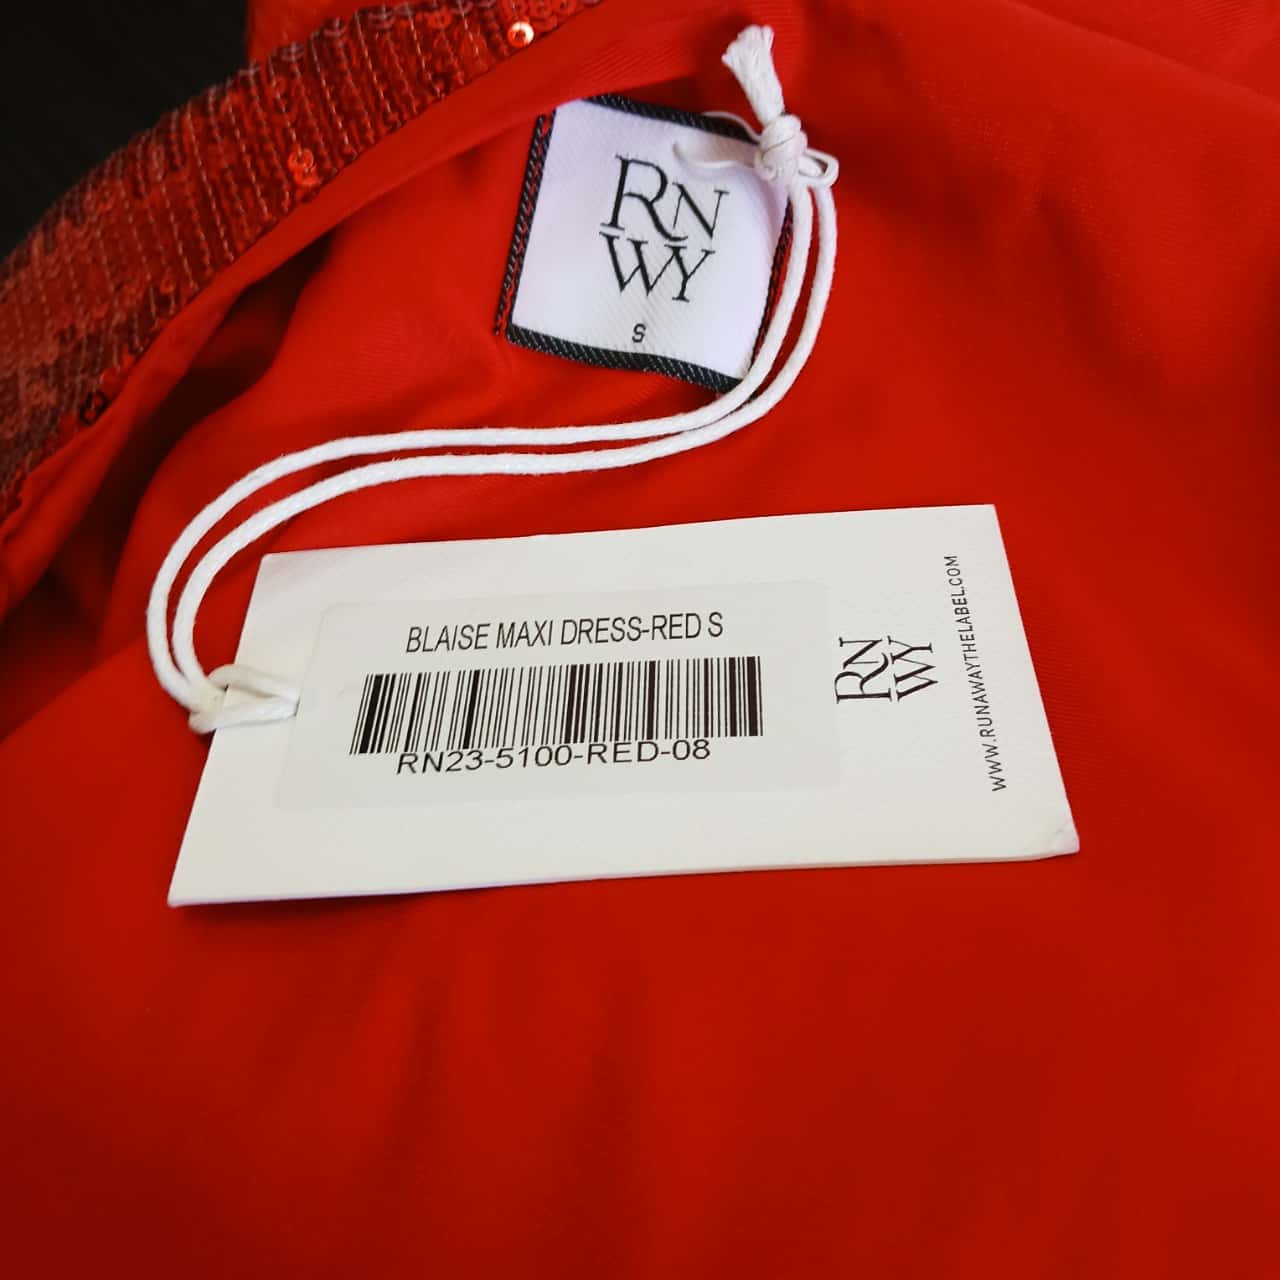 RN
WY
S
BLAISE MAXI DRESS-RED S
RN23-5100-RED-08
RN
WY
WWW.RUNAWAYTHELABEL.COM